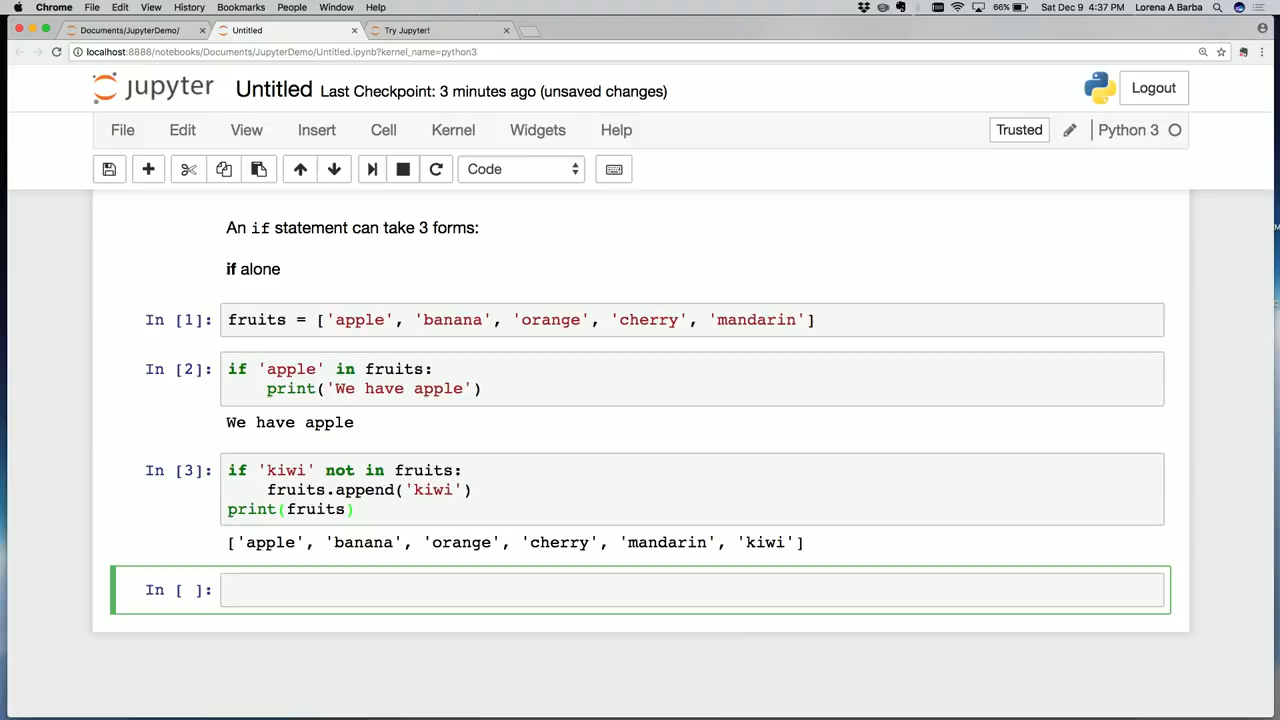 Chrome File Edit View History Bookmarks People Window Help 66% Sat Dec 9 4:37 PM Lorena A Barba
Documents/JupyterDemo/ Untitled Try Jupyter!
localhost:8888/notebooks/Documents/JupyterDemo/Untitled.ipynb?kernel_name=python3
jupyter Untitled Last Checkpoint: 3 minutes ago (unsaved changes) Logout
File Edit View Insert Cell Kernel Widgets Help Trusted Python 3
Code
An if statement can take 3 forms:
if alone
In [1]: fruits = ['apple', 'banana', 'orange', 'cherry', 'mandarin']
In [2]: if 'apple' in fruits:
print('We have apple')
We have apple
In [3]: if 'kiwi' not in fruits:
fruits.append('kiwi')
print(fruits)
['apple', 'banana', 'orange', 'cherry', 'mandarin', 'kiwi']
In [ ]: